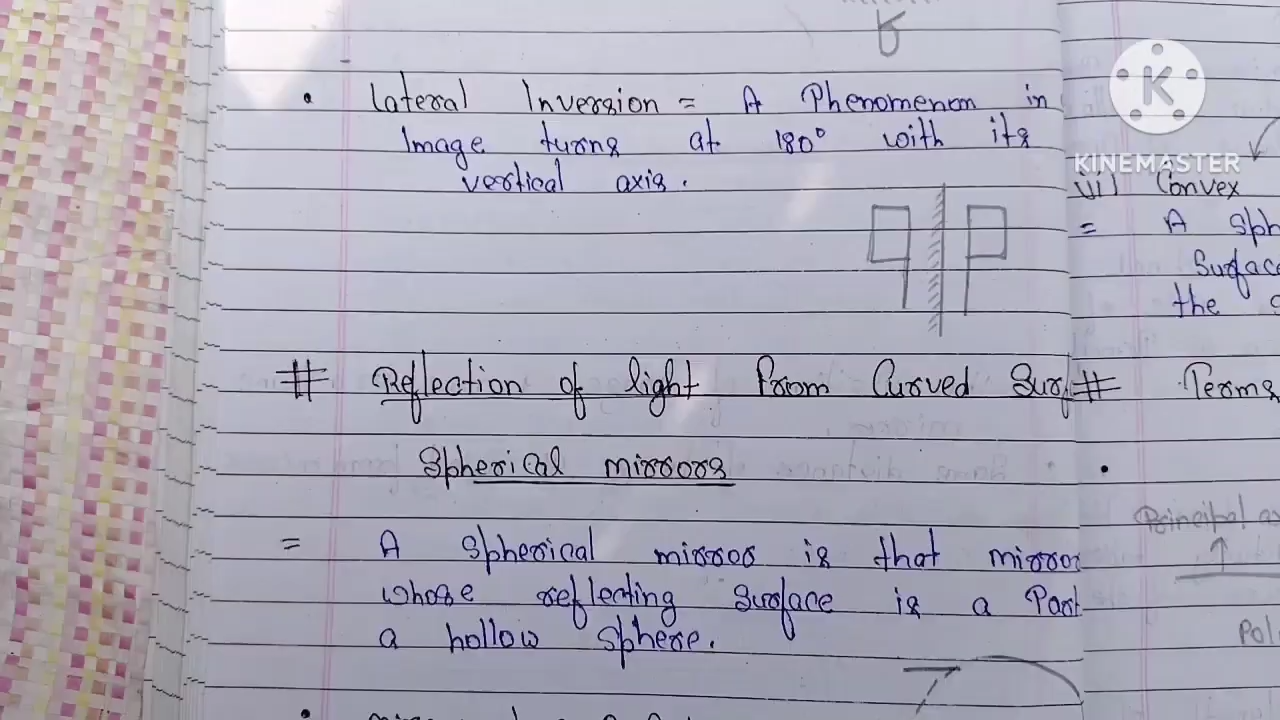 • Lateral Inversion = A Phenomenon in
Image turns at 180° with its
vertical axis.
# Reflection of light From Curved Surf
Spherical mirrors
= A Spherical mirror is that mirror
whose reflecting Surface is a Part
a hollow sphere.
KINEMASTER
ii) Convex
= A Sph
Surface
the
# Terms
Principal ax
Pol